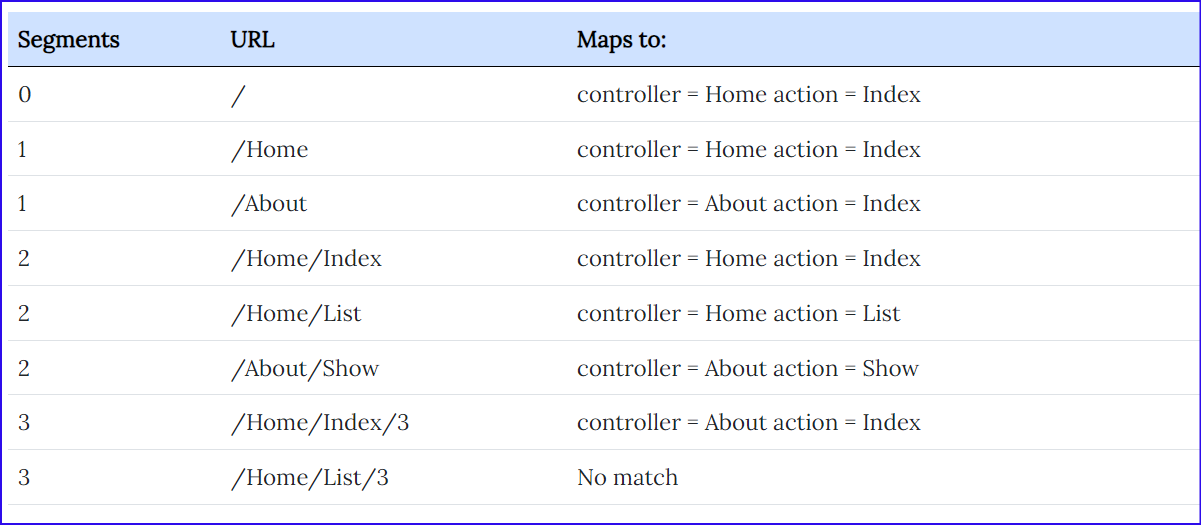 Segments URL Maps to:
0 / controller = Home action = Index
1 /Home controller = Home action = Index
1 /About controller = About action = Index
2 /Home/Index controller = Home action = Index
2 /Home/List controller = Home action = List
2 /About/Show controller = About action = Show
3 /Home/Index/3 controller = About action = Index
3 /Home/List/3 No match